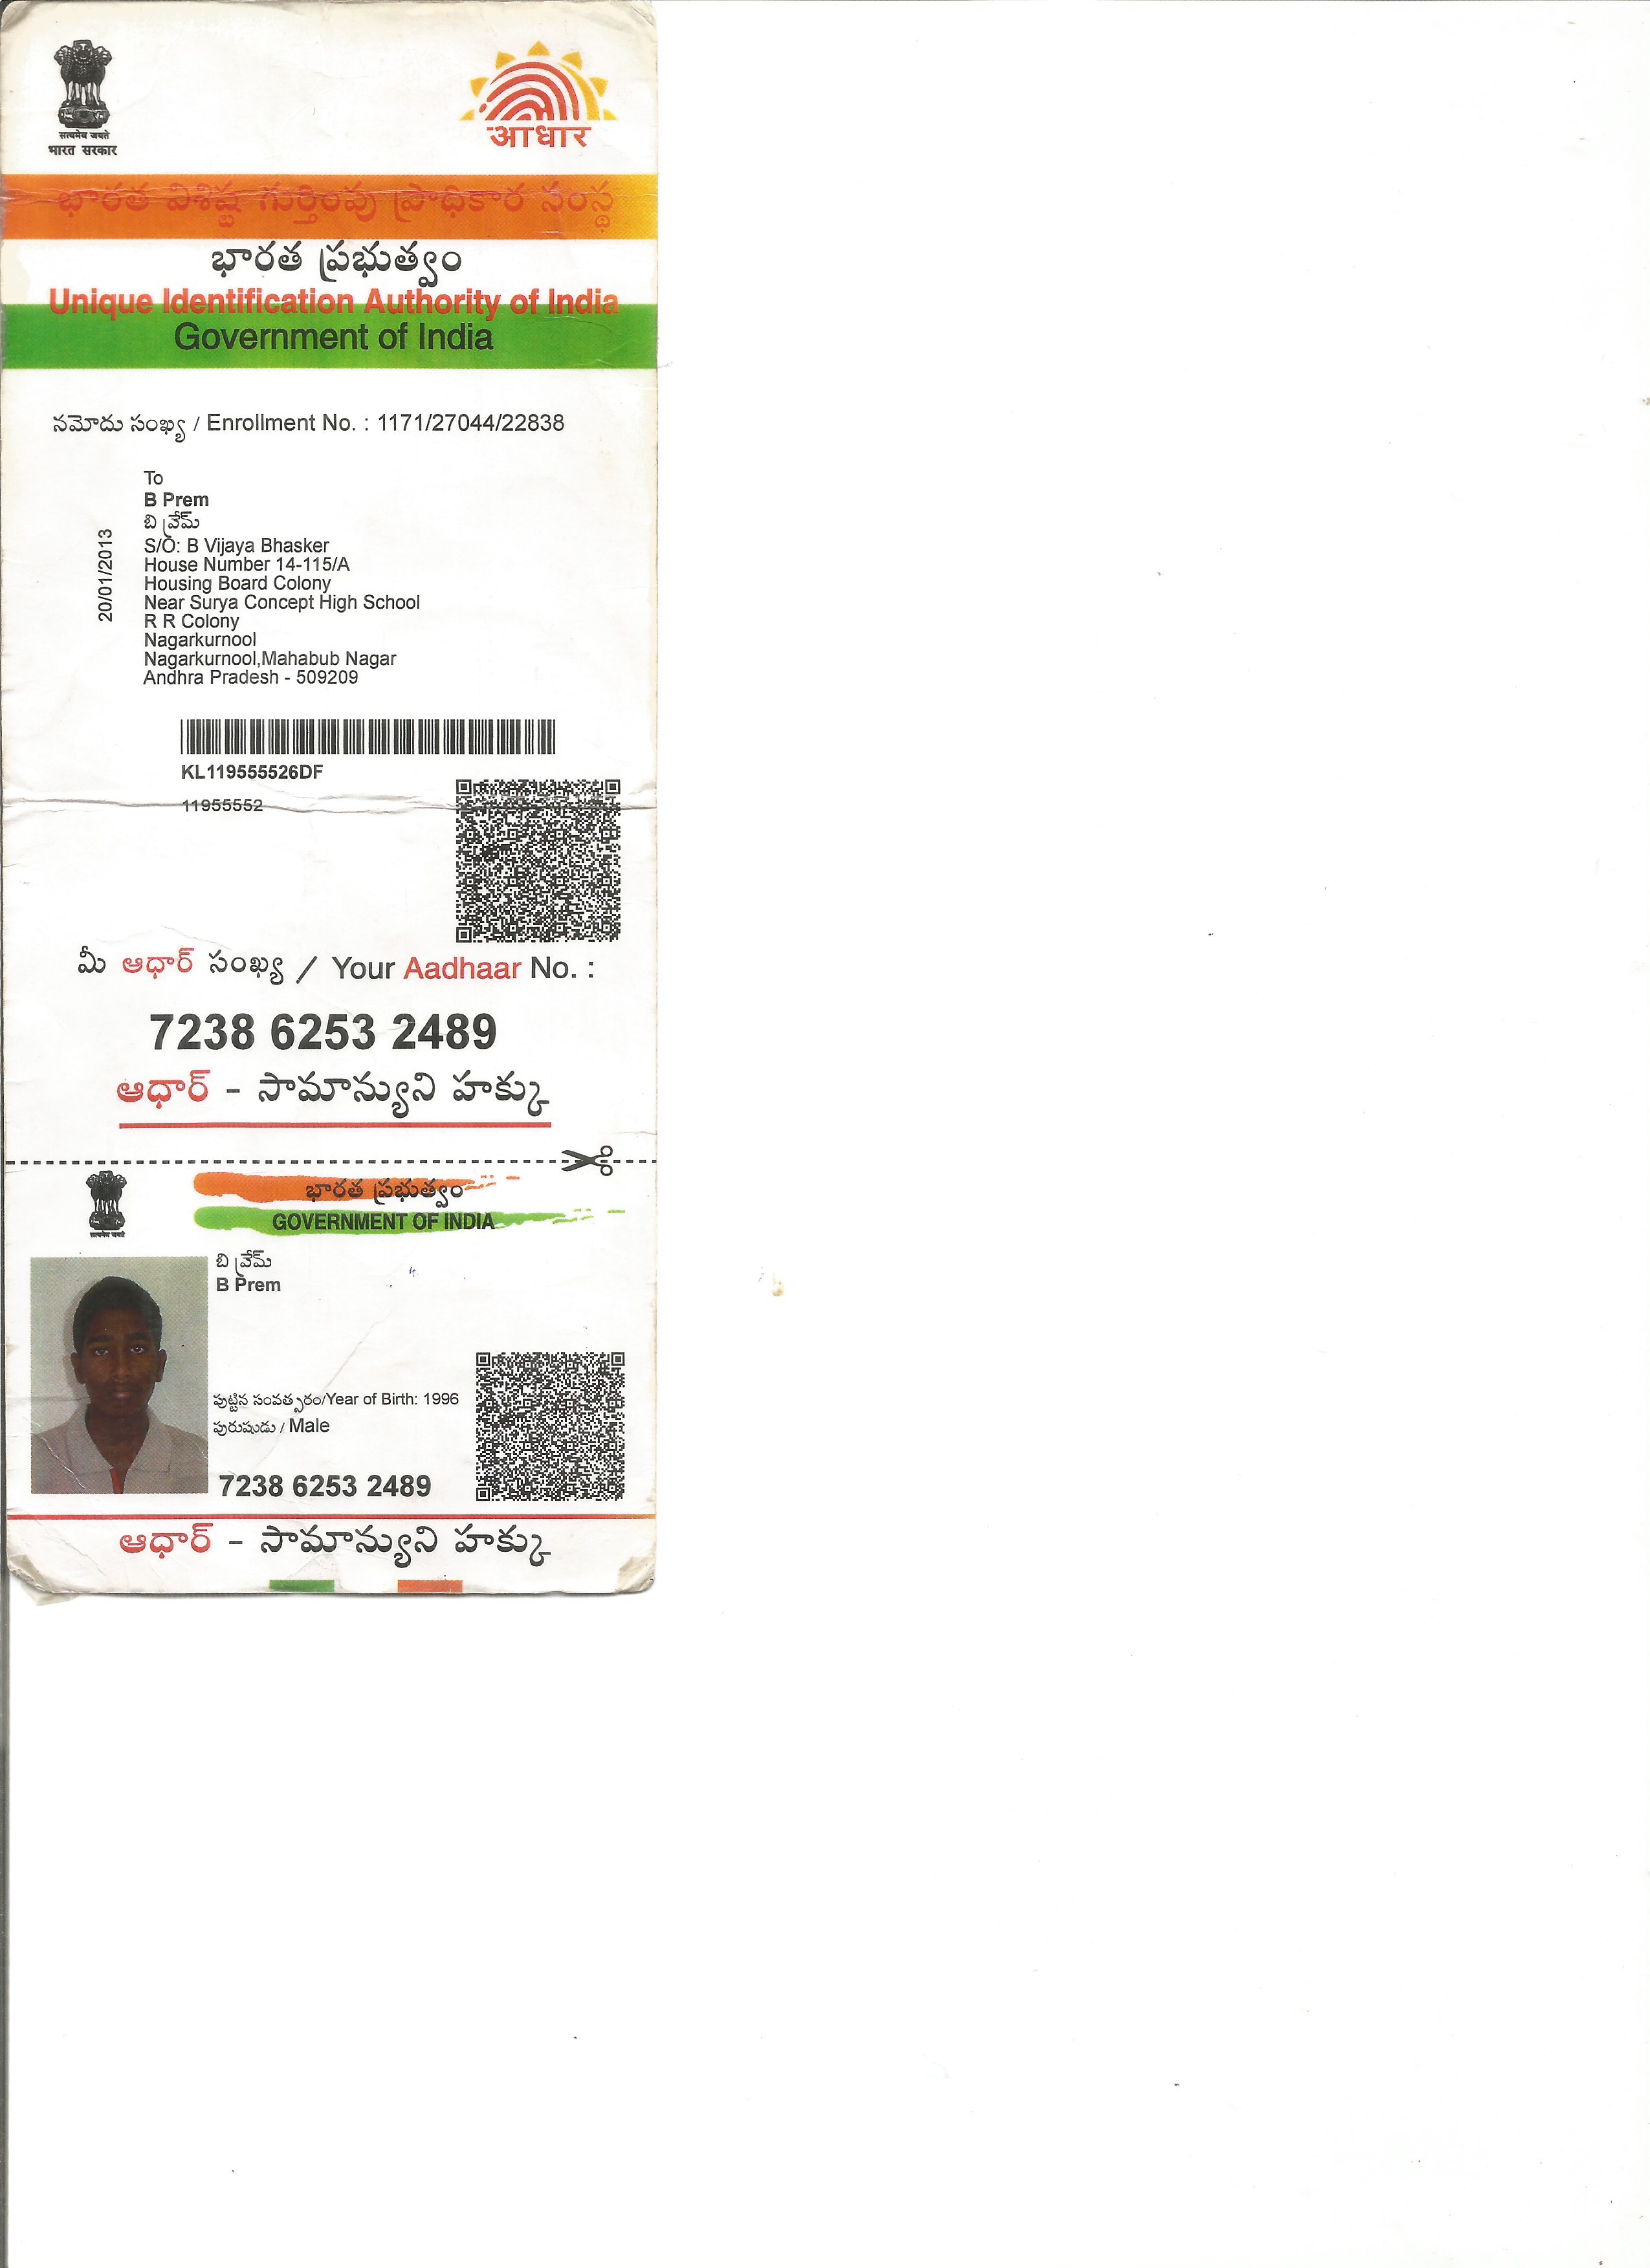 सत्यमेव जयते
भारत सरकार
आधार
భారత విశిష్ట గుర్తింపు ప్రాధికార సంస్థ
భారత ప్రభుత్వం
Unique Identification Authority of India
Government of India
నమోదు సంఖ్య / Enrollment No. : 1171/27044/22838
20/01/2013
To
B Prem
బి ప్రేమ్
S/O: B Vijaya Bhasker
House Number 14-115/A
Housing Board Colony
Near Surya Concept High School
R R Colony
Nagarkurnool
Nagarkurnool,Mahabub Nagar
Andhra Pradesh - 509209
KL119555526DF
11955552
మీ ఆధార్ సంఖ్య / Your Aadhaar No. :
7238 6253 2489
ఆధార్ - సామాన్యుని హక్కు
सत्यमेव जयते
భారత ప్రభుత్వం
GOVERNMENT OF INDIA
బి ప్రేమ్
B Prem
పుట్టిన సంవత్సరం/Year of Birth: 1996
పురుషుడు / Male
7238 6253 2489
ఆధార్ - సామాన్యుని హక్కు